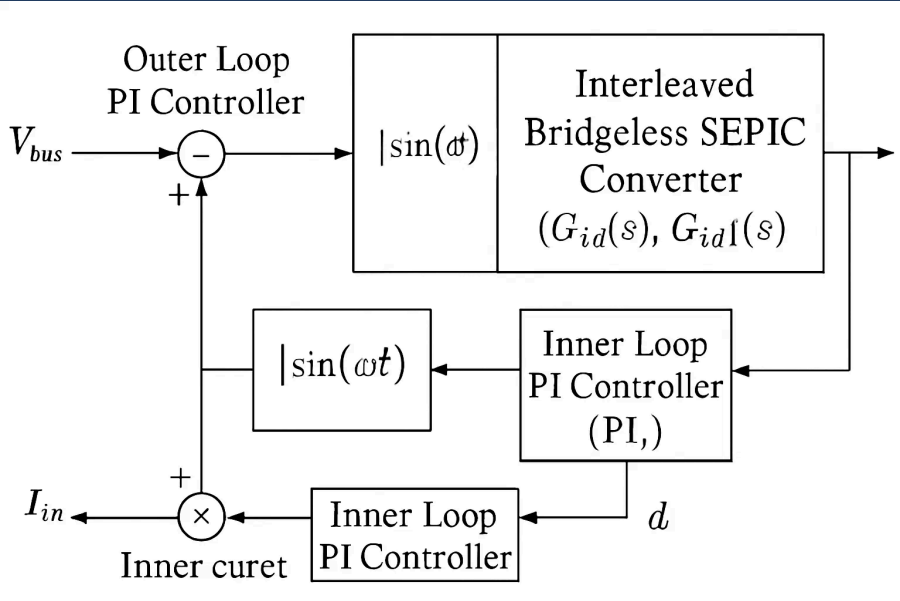 Outer Loop
PI Controller
V_bus
−
+
|sin(ωt)
Interleaved
Bridgeless SEPIC
Converter
(G_id(s), G_id1(s)
|sin(ωt)
Inner Loop
PI Controller
(PI,)
+
I_in
×
Inner Loop
PI Controller
d
Inner curet